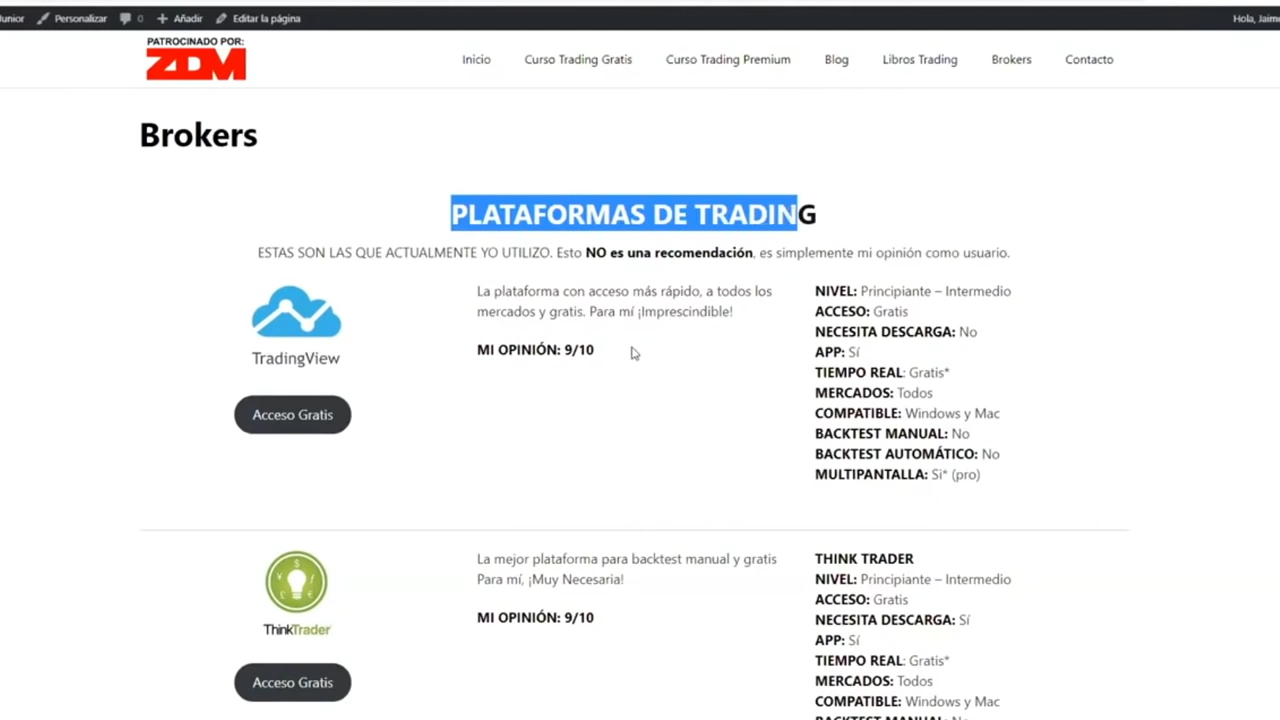 unior Personalizar 0 Añadir Editar la página Hola, Jaim
PATROCINADO POR:
ZDM
Inicio Curso Trading Gratis Curso Trading Premium Blog Libros Trading Brokers Contacto
Brokers
PLATAFORMAS DE TRADING
ESTAS SON LAS QUE ACTUALMENTE YO UTILIZO. Esto NO es una recomendación, es simplemente mi opinión como usuario.
TradingView
Acceso Gratis
La plataforma con acceso más rápido, a todos los
mercados y gratis. Para mí ¡Imprescindible!
MI OPINIÓN: 9/10
NIVEL: Principiante – Intermedio
ACCESO: Gratis
NECESITA DESCARGA: No
APP: Sí
TIEMPO REAL: Gratis*
MERCADOS: Todos
COMPATIBLE: Windows y Mac
BACKTEST MANUAL: No
BACKTEST AUTOMÁTICO: No
MULTIPANTALLA: Si* (pro)
ThinkTrader
Acceso Gratis
La mejor plataforma para backtest manual y gratis
Para mí, ¡Muy Necesaria!
MI OPINIÓN: 9/10
THINK TRADER
NIVEL: Principiante – Intermedio
ACCESO: Gratis
NECESITA DESCARGA: Sí
APP: Sí
TIEMPO REAL: Gratis*
MERCADOS: Todos
COMPATIBLE: Windows y Mac
BACKTEST MANUAL: No